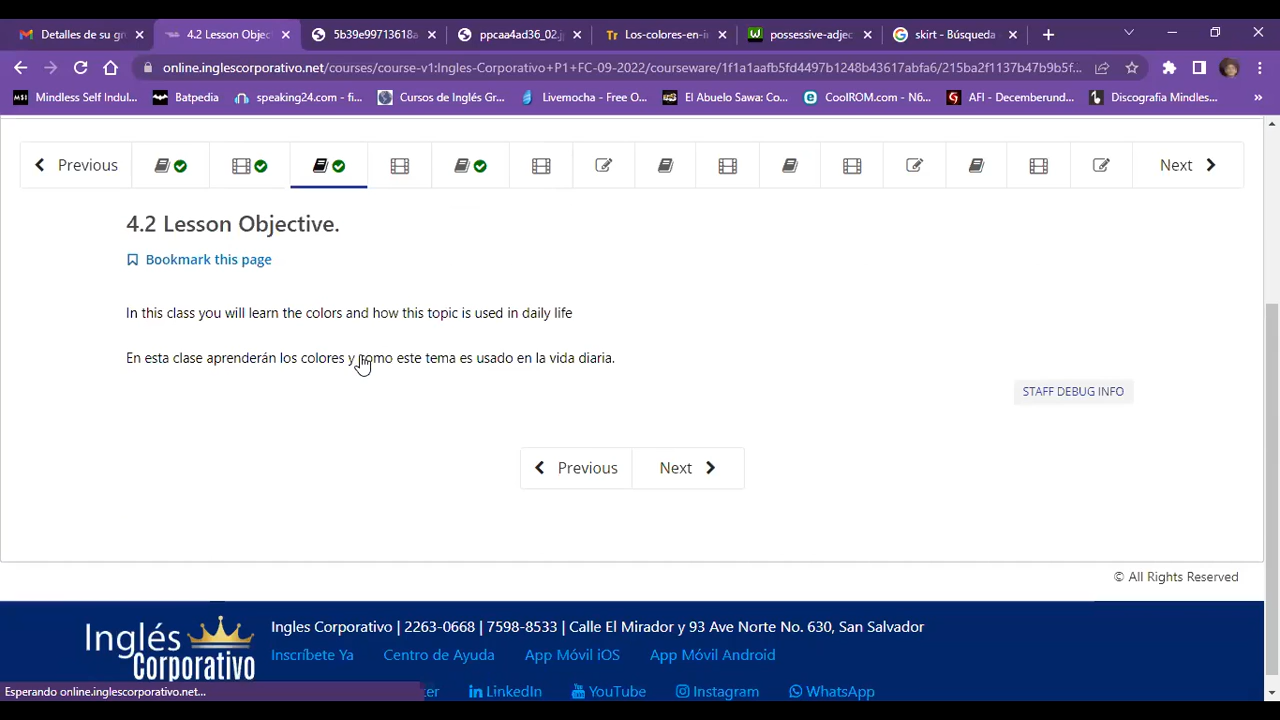 Detalles de su gr
4.2 Lesson Objec
5b39e99713618a
ppcaa4ad36_02.j
Los-colores-en-i
possessive-adjec
skirt - Búsqueda
online.inglescorporativo.net/courses/course-v1:Ingles-Corporativo+P1+FC-09-2022/courseware/1f1a1aafb5fd4497b1248b43617abfa6/215ba2f1137b47b9b5f...
Mindless Self Indul...
Batpedia
speaking24.com - fi...
Cursos de Inglés Gr...
Livemocha - Free O...
El Abuelo Sawa: Co...
CoolROM.com - N6...
AFI - Decemberund...
Discografia Mindles...
Previous
Next
4.2 Lesson Objective.
Bookmark this page
In this class you will learn the colors and how this topic is used in daily life
En esta clase aprenderán los colores y como este tema es usado en la vida diaria.
STAFF DEBUG INFO
Previous
Next
© All Rights Reserved
Inglés
Corporativo
Ingles Corporativo | 2263-0668 | 7598-8533 | Calle El Mirador y 93 Ave Norte No. 630, San Salvador
Inscríbete Ya
Centro de Ayuda
App Móvil iOS
App Móvil Android
LinkedIn
YouTube
Instagram
WhatsApp
Esperando online.inglescorporativo.net...